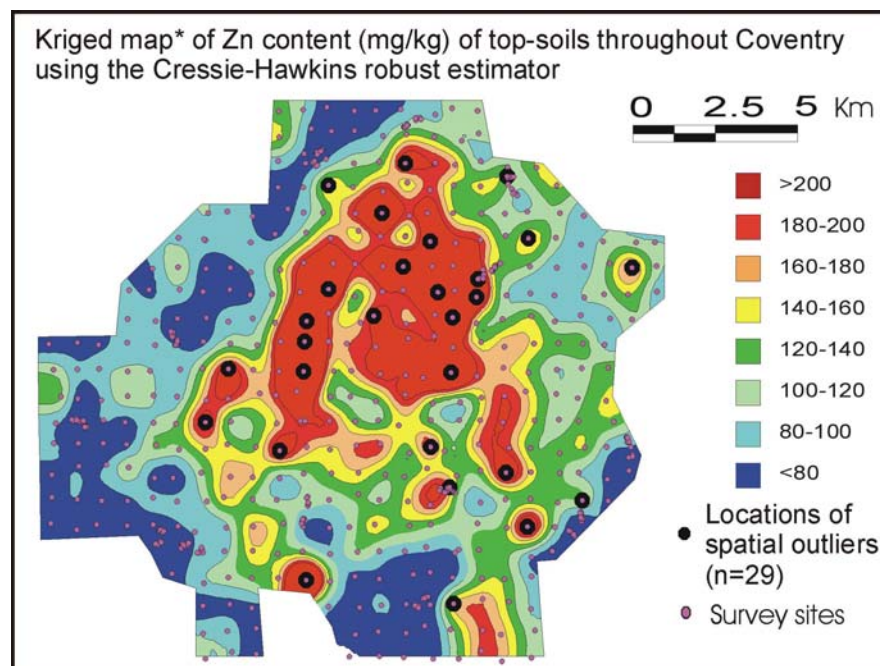 Kriged map* of Zn content (mg/kg) of top-soils throughout Coventry
using the Cressie-Hawkins robust estimator
0 2.5 5 Km
>200
180-200
160-180
140-160
120-140
100-120
80-100
<80
Locations of
spatial outliers
(n=29)
Survey sites